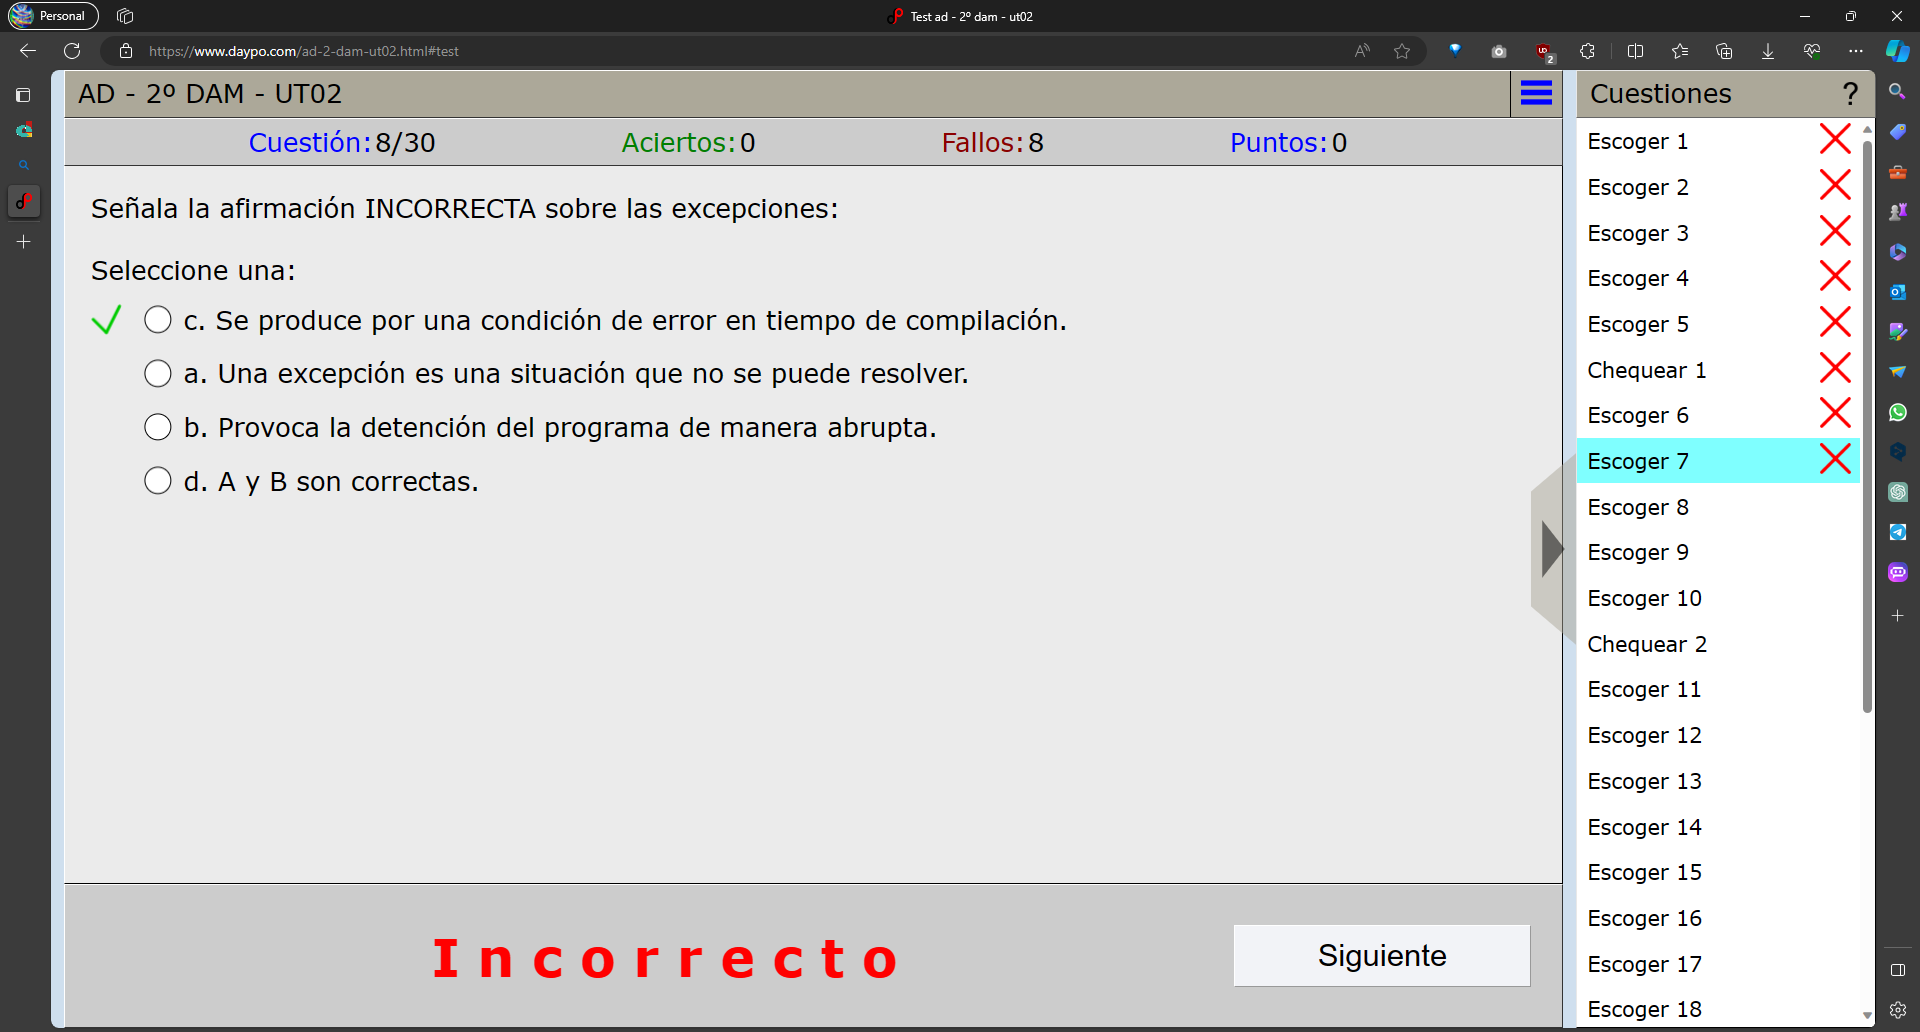 Personal
Test ad - 2º dam - ut02
https://www.daypo.com/ad-2-dam-ut02.html#test
AD - 2º DAM - UT02
Cuestión: 8/30
Aciertos: 0
Fallos: 8
Puntos: 0
Señala la afirmación INCORRECTA sobre las excepciones:
Seleccione una:
c. Se produce por una condición de error en tiempo de compilación.
a. Una excepción es una situación que no se puede resolver.
b. Provoca la detención del programa de manera abrupta.
d. A y B son correctas.
Incorrecto
Siguiente
Cuestiones ?
Escoger 1
Escoger 2
Escoger 3
Escoger 4
Escoger 5
Chequear 1
Escoger 6
Escoger 7
Escoger 8
Escoger 9
Escoger 10
Chequear 2
Escoger 11
Escoger 12
Escoger 13
Escoger 14
Escoger 15
Escoger 16
Escoger 17
Escoger 18
2